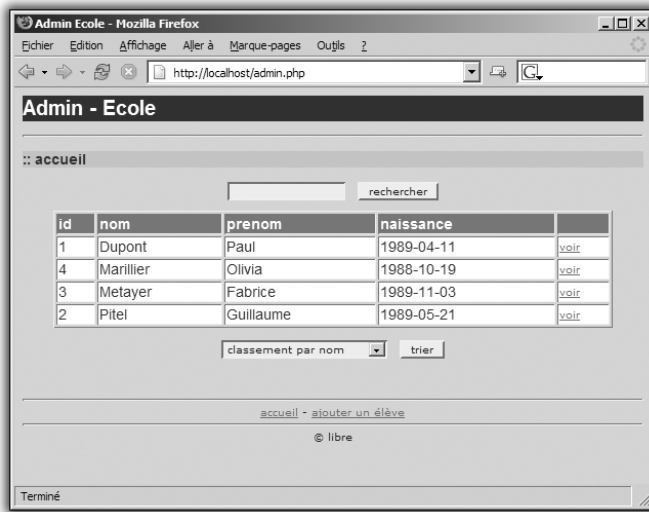 Admin Ecole - Mozilla Firefox
Fichier Edition Affichage Aller à Marque-pages Outils ?
http://localhost/admin.php G
Admin - Ecole
:: accueil
rechercher
id nom prenom naissance
1 Dupont Paul 1989-04-11 voir
4 Marillier Olivia 1988-10-19 voir
3 Metayer Fabrice 1989-11-03 voir
2 Pitel Guillaume 1989-05-21 voir
classement par nom trier
accueil - ajouter un élève
© libre
Terminé